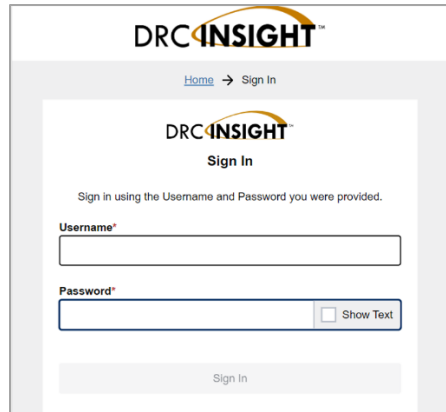 DRC INSIGHT™
Home → Sign In
DRC INSIGHT™
Sign In
Sign in using the Username and Password you were provided.
Username*
Password*
Show Text
Sign In